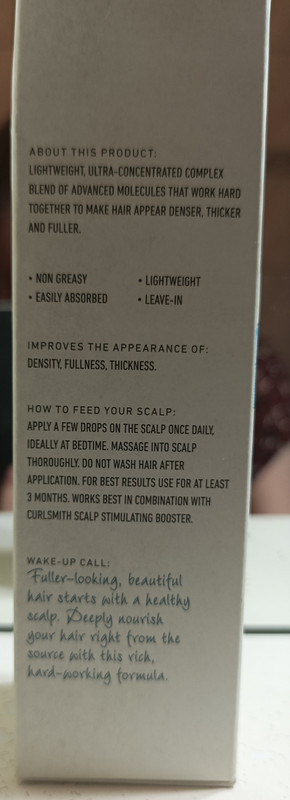 ABOUT THIS PRODUCT:
LIGHTWEIGHT, ULTRA-CONCENTRATED COMPLEX
BLEND OF ADVANCED MOLECULES THAT WORK HARD
TOGETHER TO MAKE HAIR APPEAR DENSER, THICKER
AND FULLER.
• NON GREASY • LIGHTWEIGHT
• EASILY ABSORBED • LEAVE-IN
IMPROVES THE APPEARANCE OF:
DENSITY, FULLNESS, THICKNESS.
HOW TO FEED YOUR SCALP:
APPLY A FEW DROPS ON THE SCALP ONCE DAILY,
IDEALLY AT BEDTIME. MASSAGE INTO SCALP
THOROUGHLY. DO NOT WASH HAIR AFTER
APPLICATION. FOR BEST RESULTS USE FOR AT LEAST
3 MONTHS. WORKS BEST IN COMBINATION WITH
CURLSMITH SCALP STIMULATING BOOSTER.
WAKE-UP CALL:
Fuller-looking, beautiful
hair starts with a healthy
scalp. Deeply nourish
your hair right from the
source with this rich,
hard-working formula.